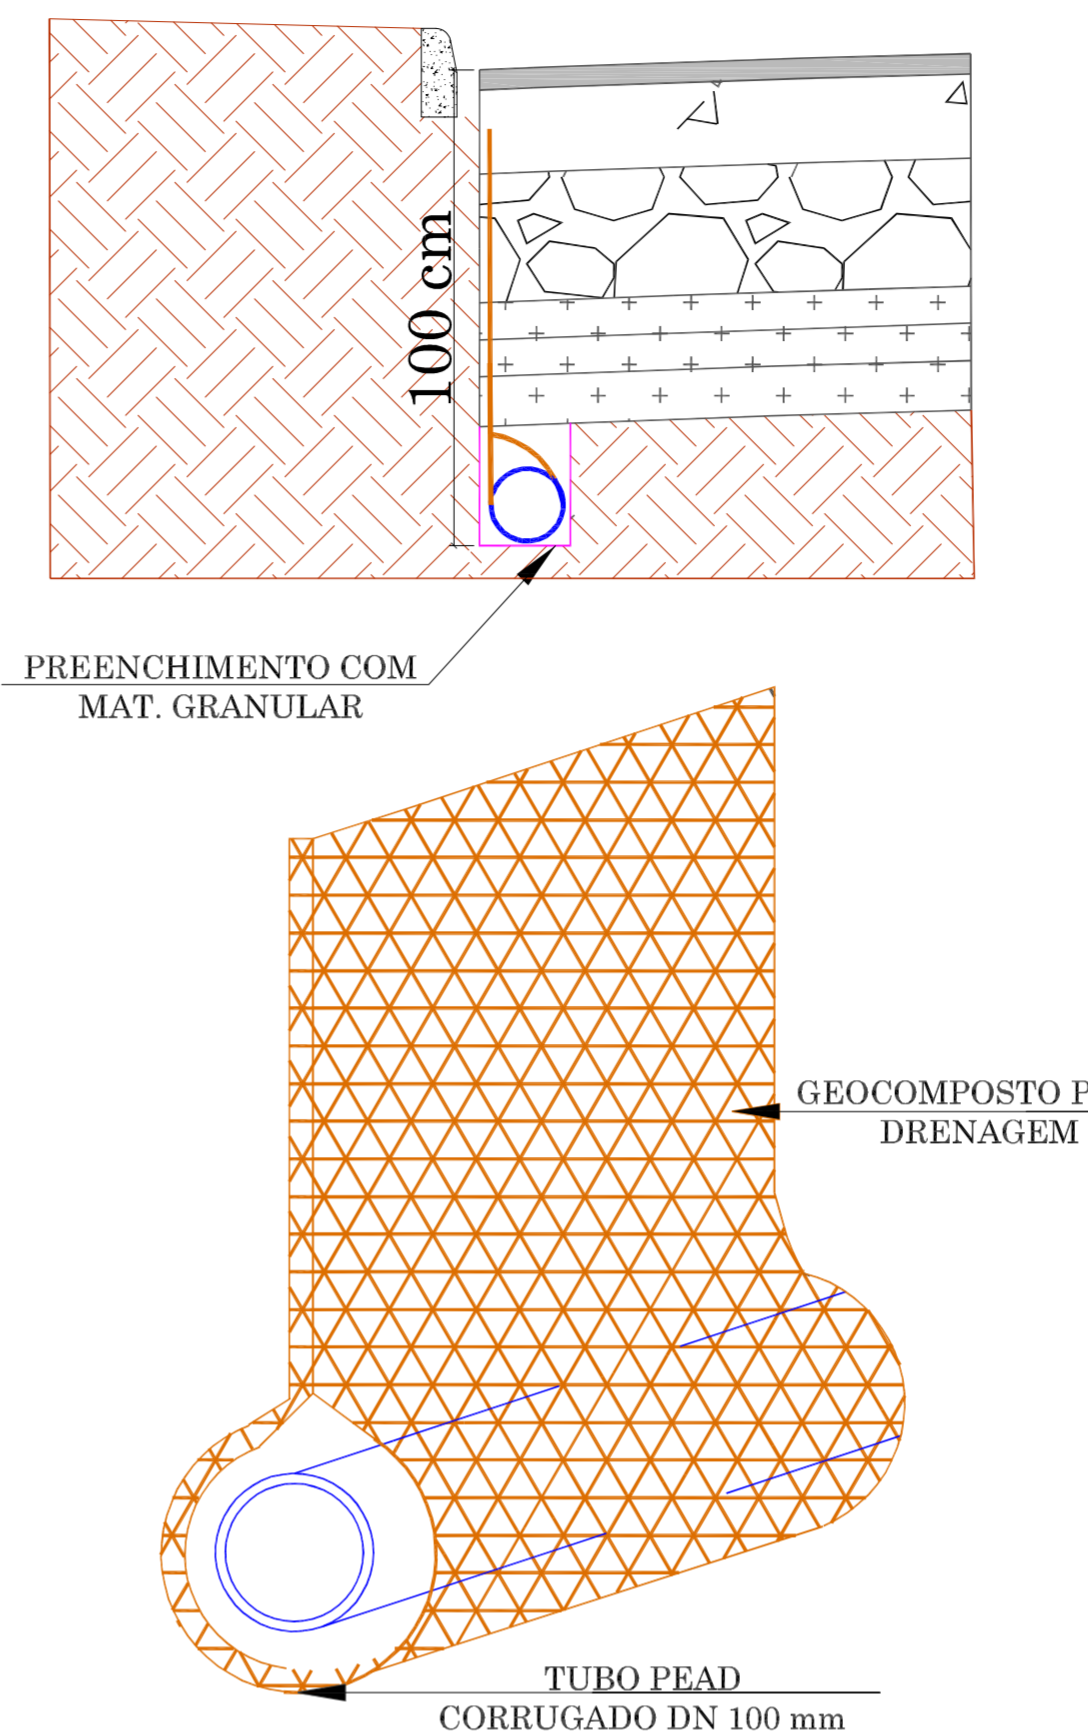 100 cm
PREENCHIMENTO COM
MAT. GRANULAR
GEOCOMPOSTO P
DRENAGEM
TUBO PEAD
CORRUGADO DN 100 mm